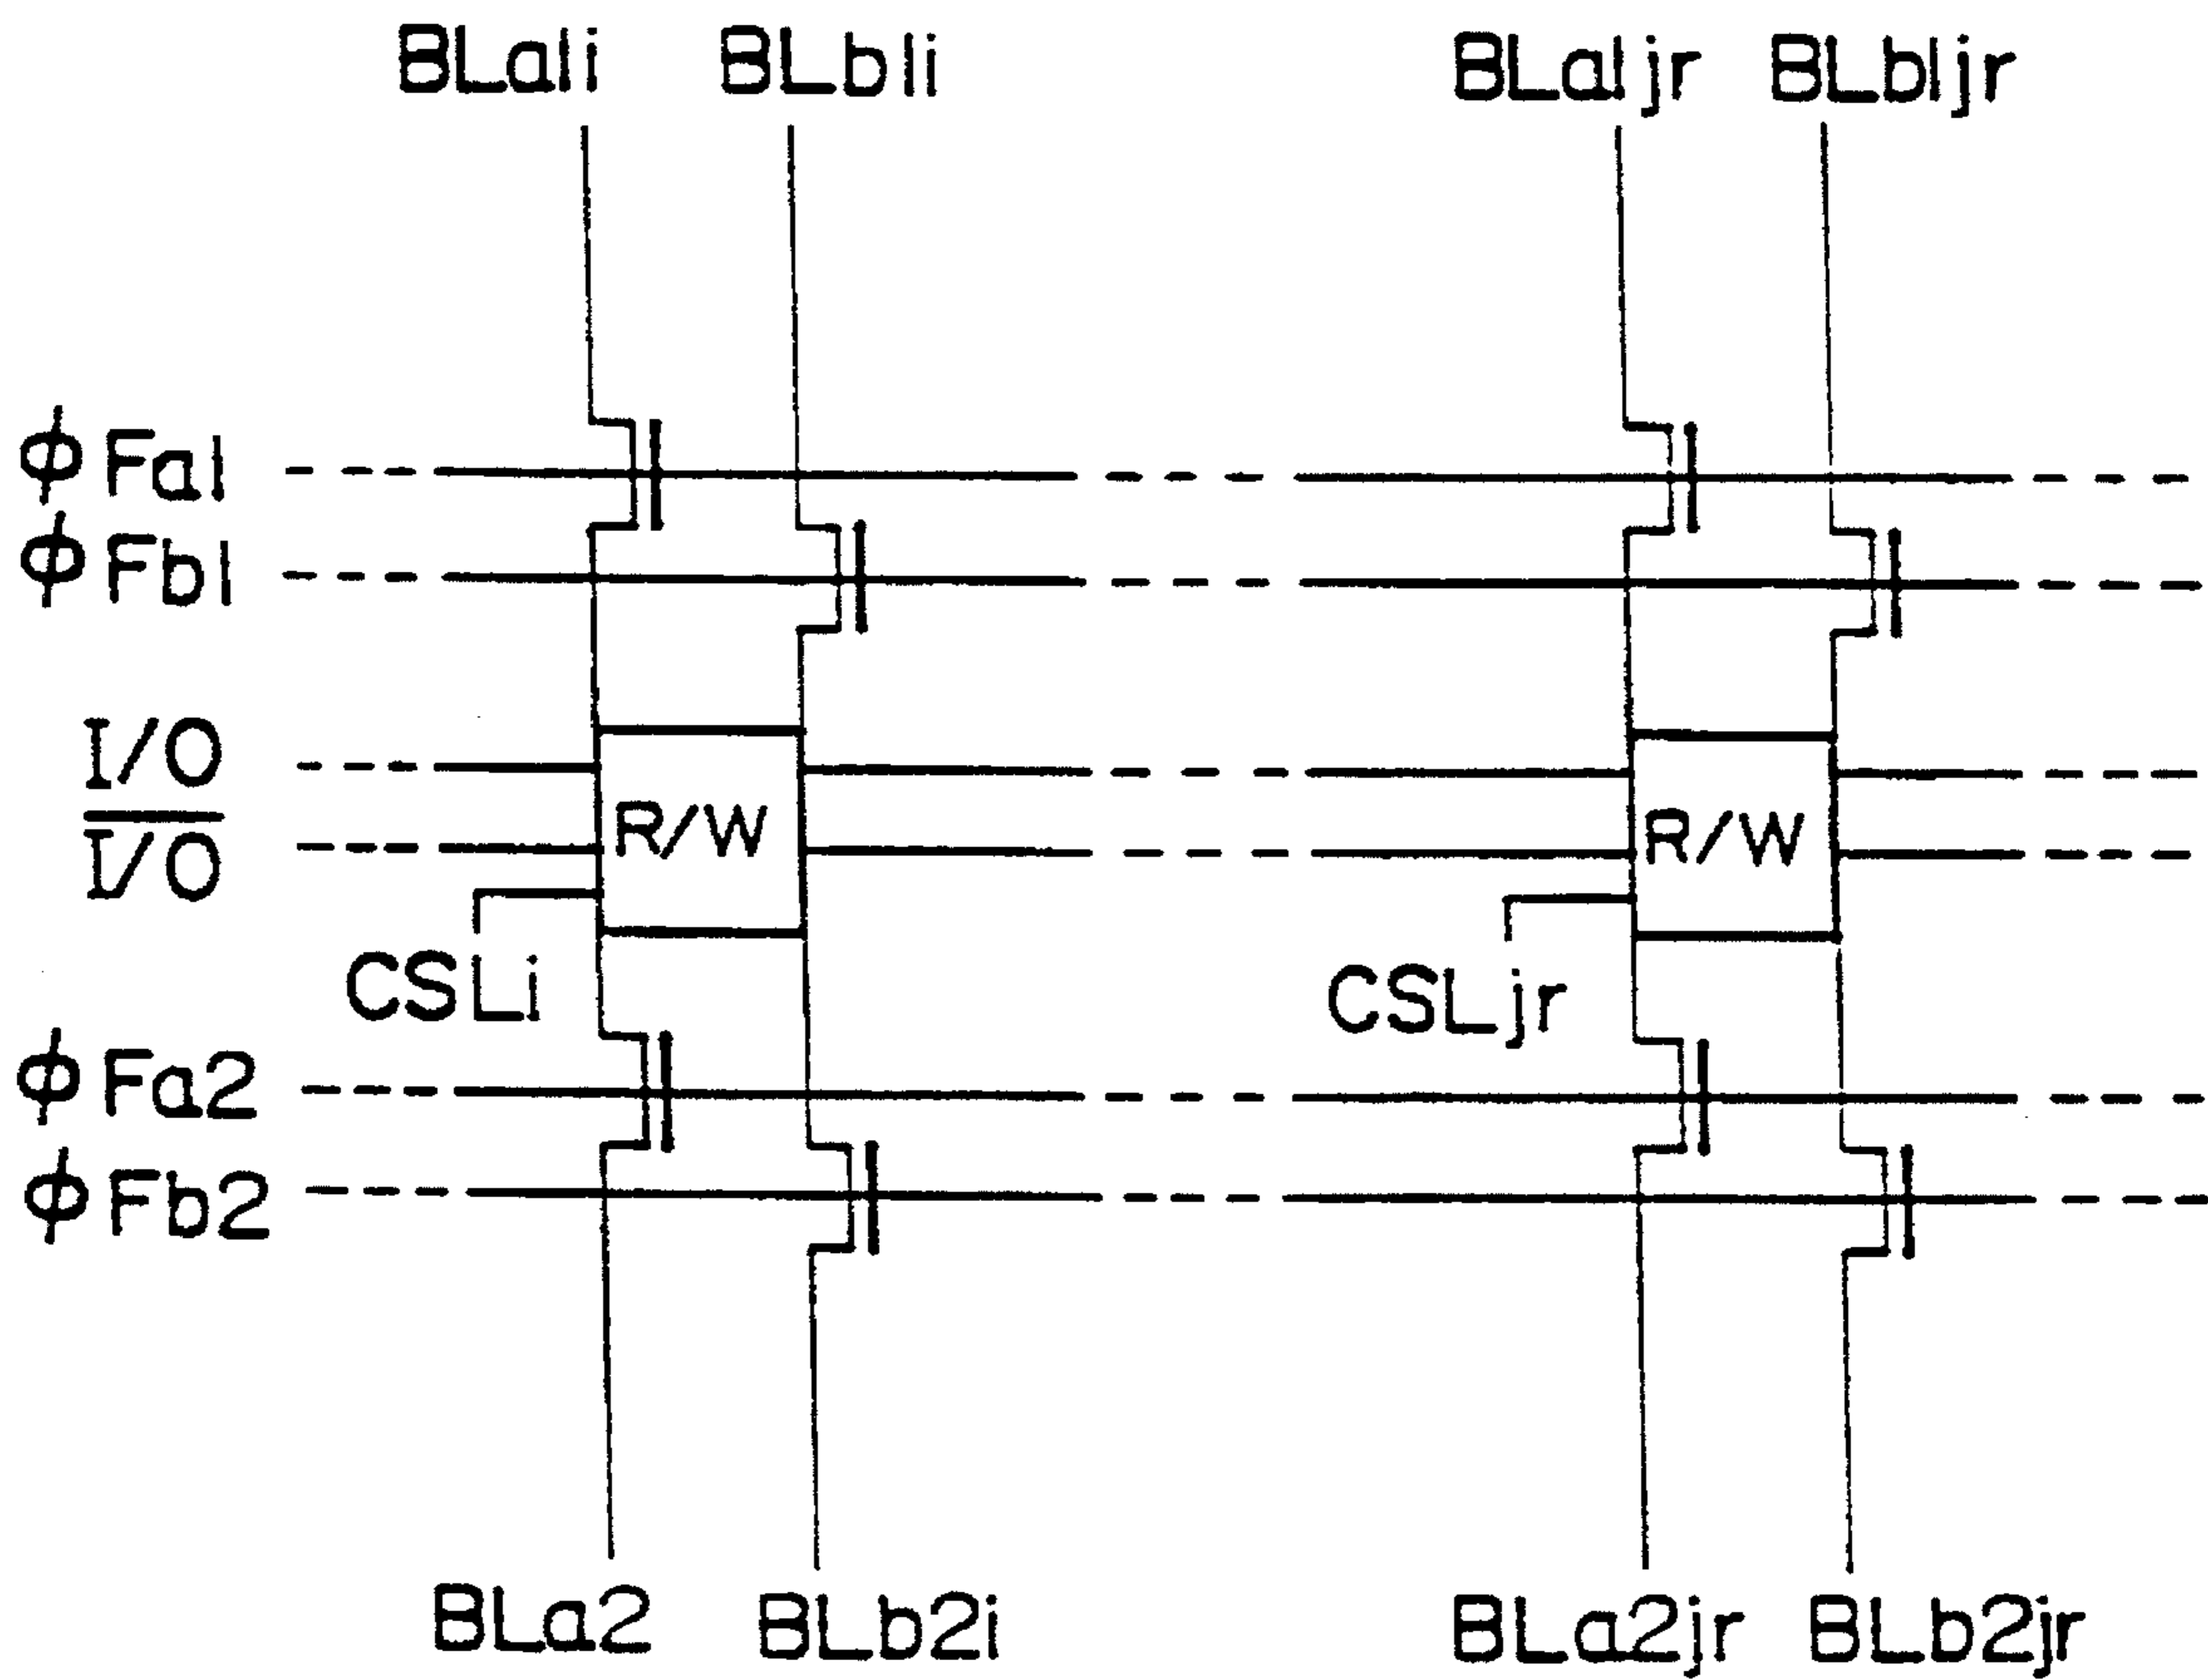 BLa1i BLb1i BLa1jr BLb1jr
φFa1
φFb1
I/O
I/O
R/W R/W
CSLi CSLjr
φFa2
φFb2
BLa2 BLb2i BLa2jr BLb2jr